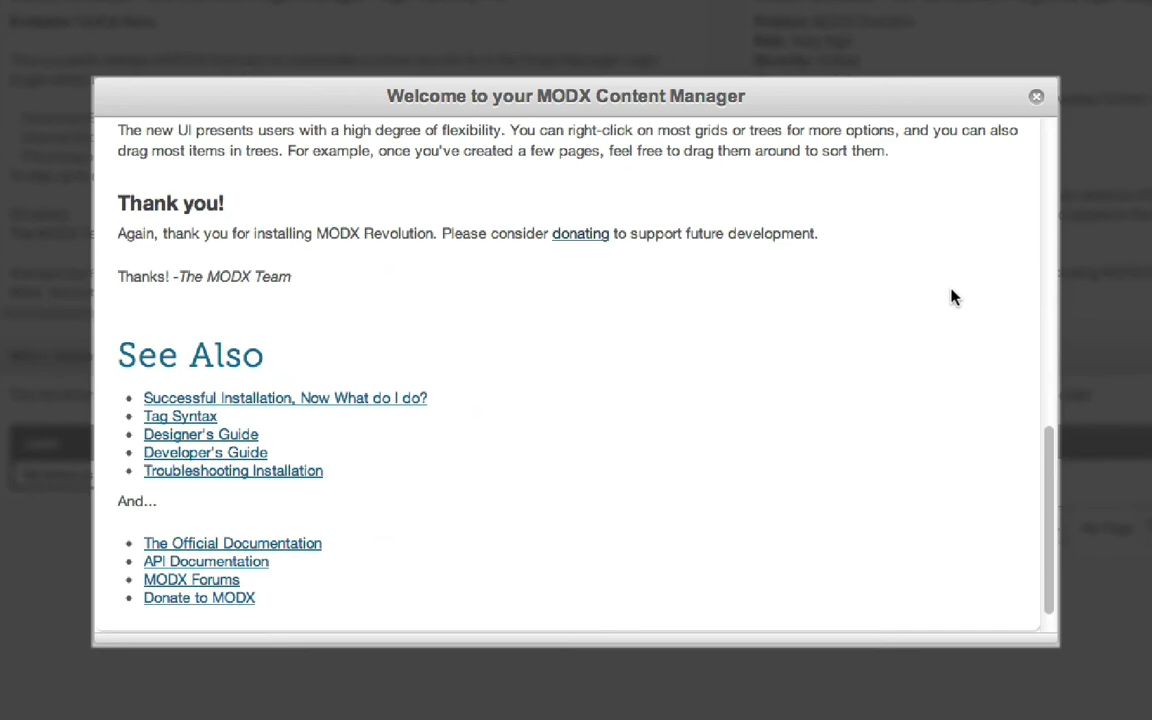 Welcome to your MODX Content Manager
The new UI presents users with a high degree of flexibility. You can right-click on most grids or trees for more options, and you can also
drag most items in trees. For example, once you've created a few pages, feel free to drag them around to sort them.
Thank you!
Again, thank you for installing MODX Revolution. Please consider donating to support future development.
Thanks! -The MODX Team
See Also
Successful Installation, Now What do I do?
Tag Syntax
Designer's Guide
Developer's Guide
Troubleshooting Installation
And...
The Official Documentation
API Documentation
MODX Forums
Donate to MODX